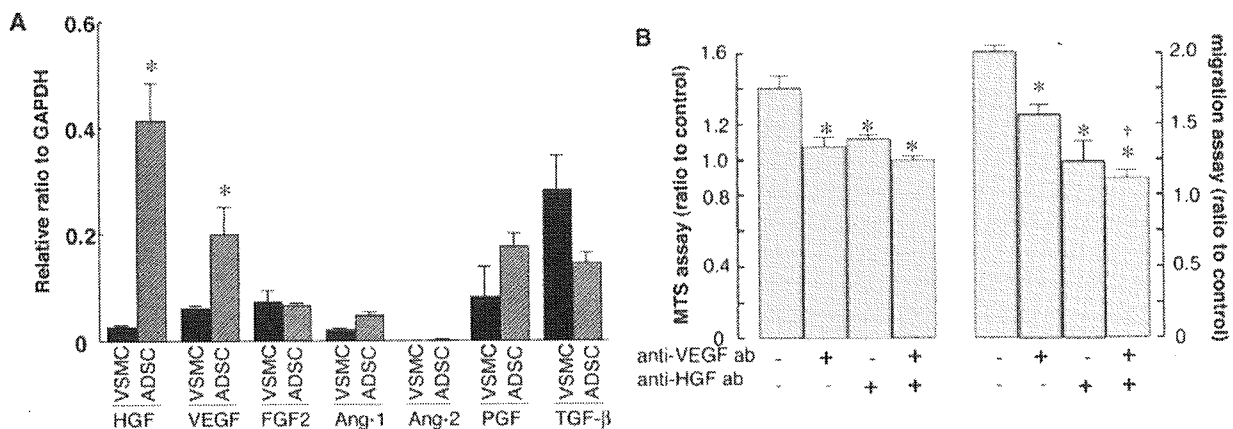 A
Relative ratio to GAPDH
0.6
0.4
0.2
0
*
*
VSMC
ADSC
VSMC
ADSC
VSMC
ADSC
VSMC
ADSC
VSMC
ADSC
VSMC
ADSC
VSMC
ADSC
HGF
VEGF
FGF2
Ang-1
Ang-2
PGF
TGF-β
B
MTS assay (ratio to control)
1.6
1.2
1.0
0.4
0
* * *
* * † *
2.0
1.5
1.0
0.5
0
migration assay (ratio to control)
anti-VEGF ab - + - + - + - +
anti-HGF ab - - + + - - + +